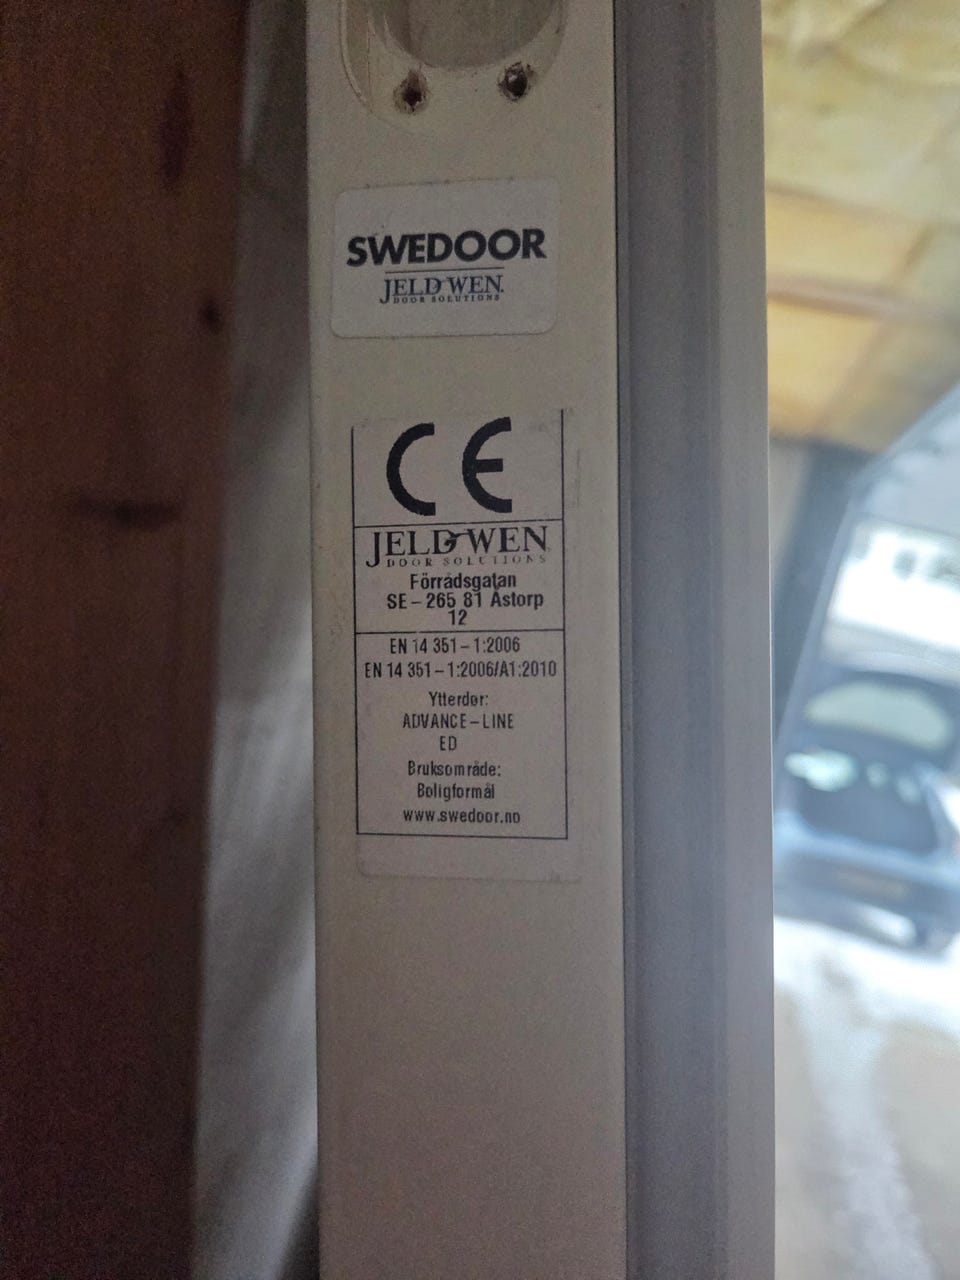 SWEDOOR
JELD-WEN
DOOR SOLUTIONS
CE
JELD-WEN
DOOR SOLUTIONS
Förrådsgatan
SE – 265 81 Åstorp
12
EN 14 351 – 1:2006
EN 14 351 – 1:2006/A1:2010
Ytterdør:
ADVANCE – LINE
ED
Bruksområde:
Boligformål
www.swedoor.no